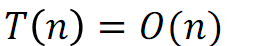 T(n) = O(n)